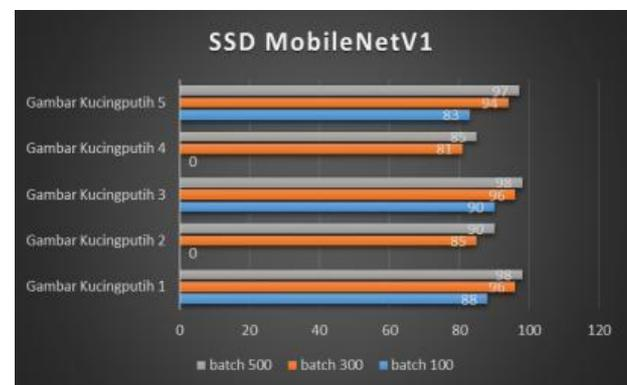 SSD MobileNetV1
Gambar Kucingputih 5
97
94
83
Gambar Kucingputih 4
85
81
0
Gambar Kucingputih 3
98
96
90
Gambar Kucingputih 2
90
85
0
Gambar Kucingputih 1
98
96
88
0 20 40 60 80 100 120
batch 500 batch 300 batch 100